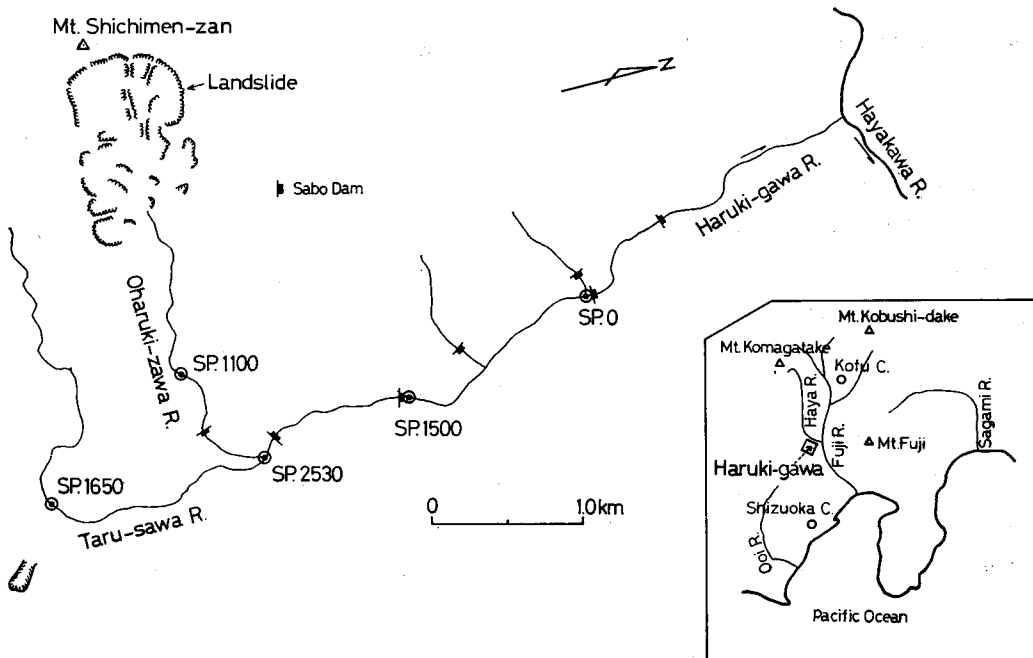 Mt. Shichimen-zan
Landslide
N
Hayakawa R.
Haruki-gawa R.
Sabo Dam
Oharuki-zawa R.
SP.0
SP.1100
SP.1500
SP.2530
SP.1650
Taru-sawa R.
0 1.0km
Mt. Kobushi-dake
Mt. Komagatake
Kofu C.
Haya R.
Fuji R.
Sagami R.
Mt.Fuji
Haruki-gawa
Shizuoka C.
Ooi R.
Pacific Ocean